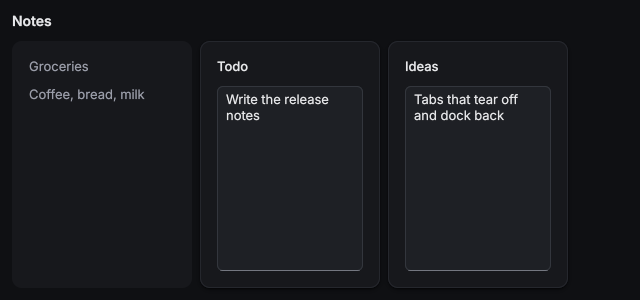 Notes
Groceries
Coffee, bread, milk
Todo
Write the release
notes
Ideas
Tabs that tear off
and dock back